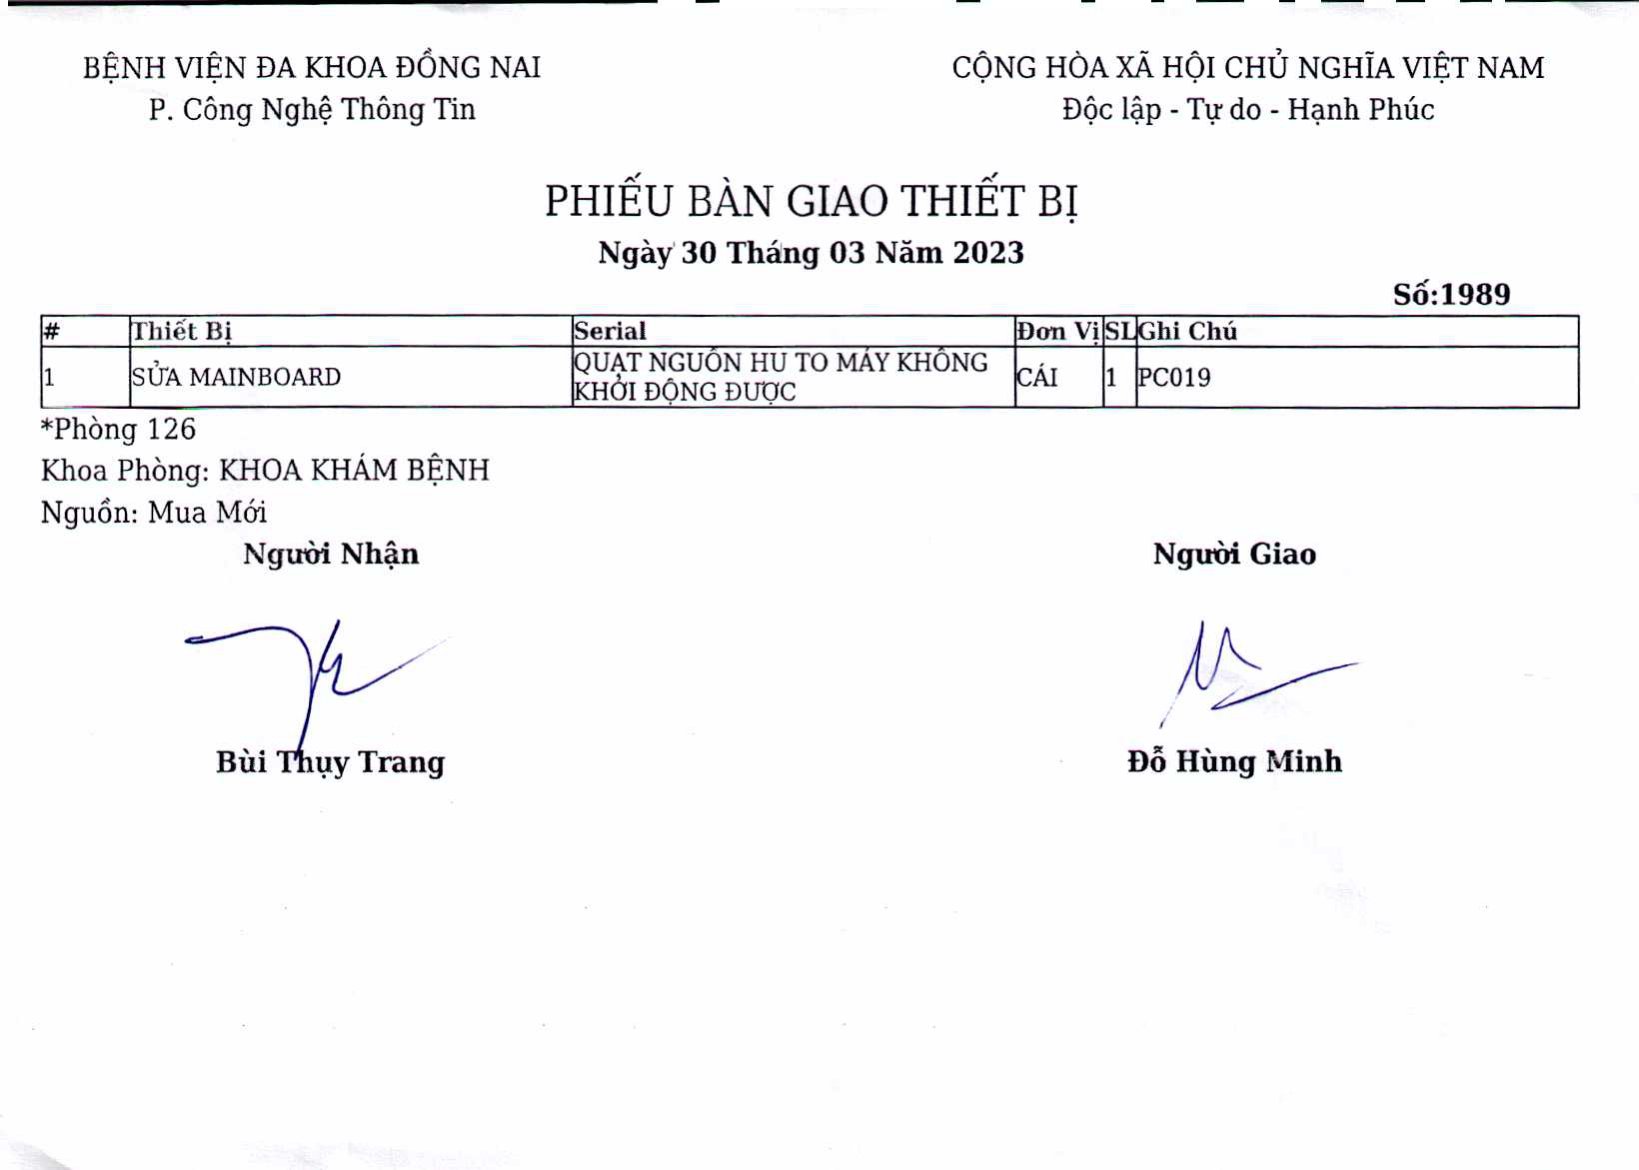 BỆNH VIỆN ĐA KHOA ĐỒNG NAI
P. Công Nghệ Thông Tin
CỘNG HÒA XÃ HỘI CHỦ NGHĨA VIỆT NAM
Độc lập - Tự do - Hạnh Phúc
PHIẾU BÀN GIAO THIẾT BỊ
Ngày 30 Tháng 03 Năm 2023
Số:1989
# Thiết Bị Serial Đơn Vị SL Ghi Chú
1 SỬA MAINBOARD QUẠT NGUỒN HU TO MÁY KHÔNG KHỞI ĐỘNG ĐƯỢC CÁI 1 PC019
*Phòng 126
Khoa Phòng: KHOA KHÁM BỆNH
Nguồn: Mua Mới
Người Nhận Người Giao
Bùi Thụy Trang Đỗ Hùng Minh